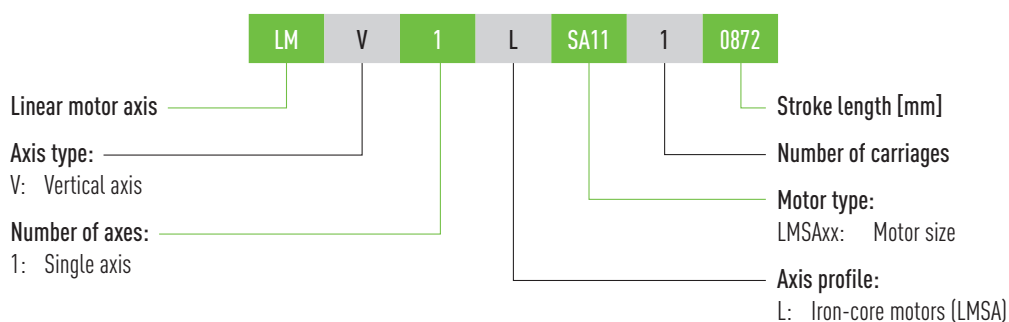 LM V 1 L SA11 1 0872
Linear motor axis
Axis type:
V: Vertical axis
Number of axes:
1: Single axis
Stroke length [mm]
Number of carriages
Motor type:
LMSAxx: Motor size
Axis profile:
L: Iron-core motors (LMSA)